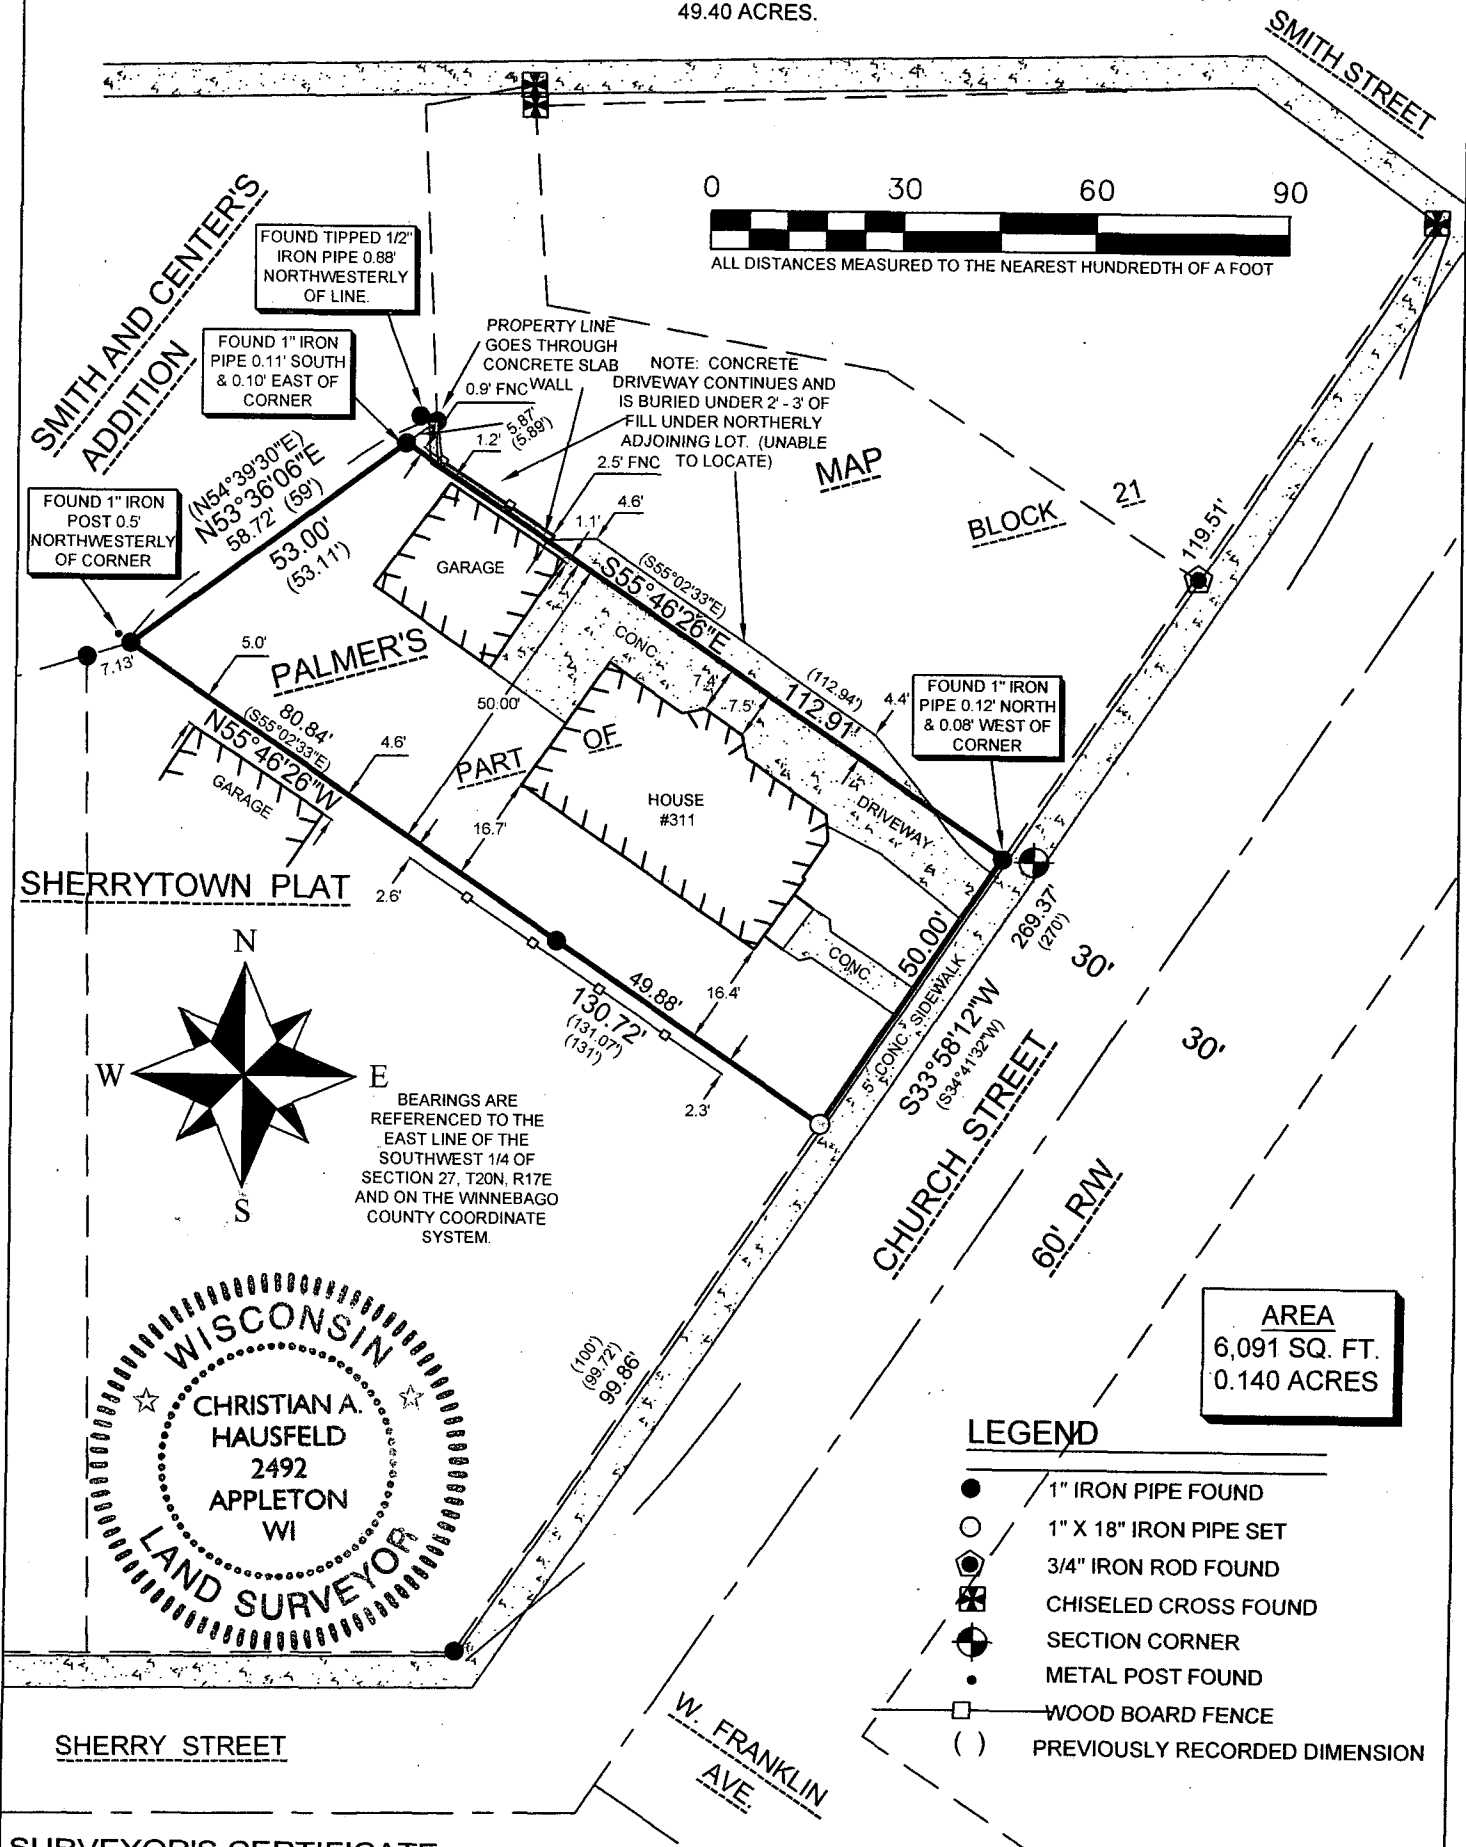 49.40 ACRES.
SMITH STREET
0 30 60 90
ALL DISTANCES MEASURED TO THE NEAREST HUNDREDTH OF A FOOT
SMITH AND CENTER'S
ADDITION
FOUND TIPPED 1/2"
IRON PIPE 0.88'
NORTHWESTERLY
OF LINE.
FOUND 1" IRON
PIPE 0.11' SOUTH
& 0.10' EAST OF
CORNER
PROPERTY LINE
GOES THROUGH
CONCRETE SLAB
WALL
NOTE: CONCRETE
DRIVEWAY CONTINUES AND
IS BURIED UNDER 2' - 3' OF
FILL UNDER NORTHERLY
ADJOINING LOT. (UNABLE
TO LOCATE)
0.9' FNC
5.87'
(5.89')
1.2'
2.5' FNC
4.6'
1.1'
MAP
BLOCK 21
119.51'
FOUND 1" IRON
POST 0.5'
NORTHWESTERLY
OF CORNER
(N54°39'30"E)
N53°36'06"E
58.72' (59')
53.00'
(53.11')
GARAGE
(S55°02'33"E)
S55°46'26"E
CONC.
7.4'
7.5'
(112.94')
112.91'
4.4'
FOUND 1" IRON
PIPE 0.12' NORTH
& 0.08' WEST OF
CORNER
7.13'
5.0'
PALMER'S
50.00'
PART OF
80.84'
(S55°02'33"E)
N55°46'26"W
4.6'
GARAGE
16.7'
HOUSE
#311
DRIVEWAY
SHERRYTOWN PLAT
2.6'
269.37'
(270')
30'
CONC.
50.00'
5' CONC. SIDEWALK
S33°58'12"W
(S34°41'32"W)
49.88'
130.72'
(131.07')
(131')
16.4'
2.3'
30'
N
W E
S
BEARINGS ARE
REFERENCED TO THE
EAST LINE OF THE
SOUTHWEST 1/4 OF
SECTION 27, T20N, R17E
AND ON THE WINNEBAGO
COUNTY COORDINATE
SYSTEM.
CHURCH STREET
60' R/W
WISCONSIN
CHRISTIAN A.
HAUSFELD
2492
APPLETON
WI
LAND SURVEYOR
(100')
(99.72')
99.86'
AREA
6,091 SQ. FT.
0.140 ACRES
LEGEND
1" IRON PIPE FOUND
1" X 18" IRON PIPE SET
3/4" IRON ROD FOUND
CHISELED CROSS FOUND
SECTION CORNER
METAL POST FOUND
WOOD BOARD FENCE
( ) PREVIOUSLY RECORDED DIMENSION
SHERRY STREET
W. FRANKLIN
AVE.
SURVEYOR'S CERTIFICATE